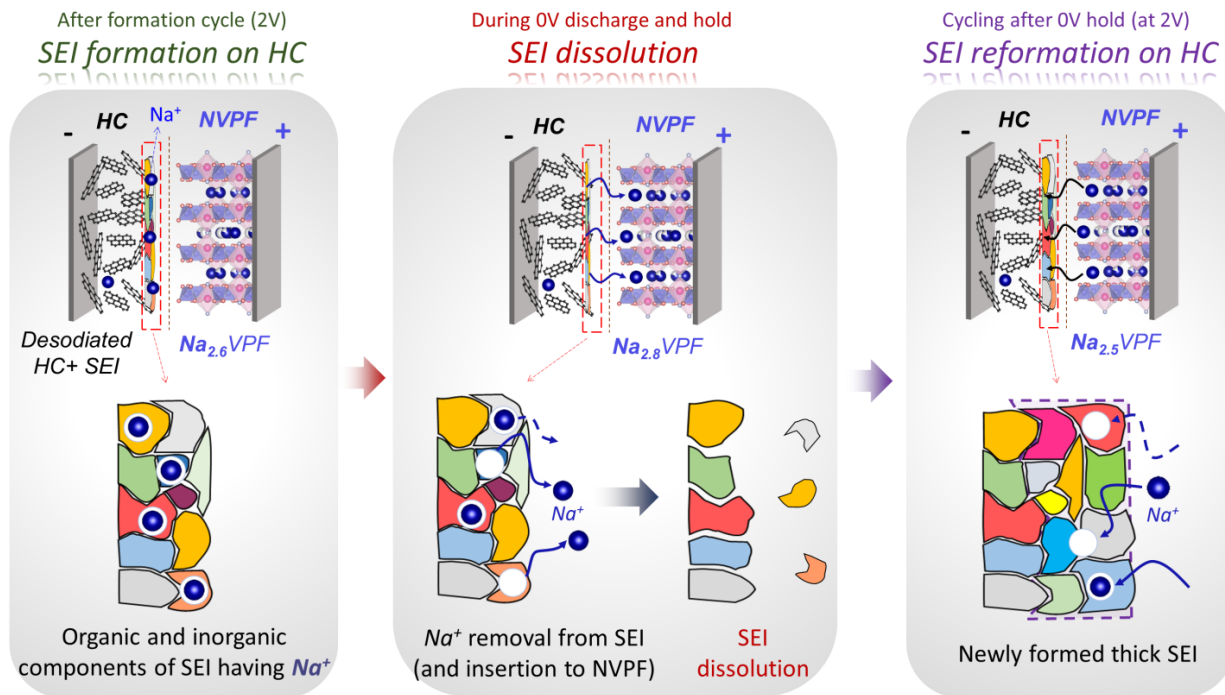 After formation cycle (2V)
SEI formation on HC
- HC Na⁺ NVPF +
Desodiated
HC+ SEI
Na₂.₆VPF
Organic and inorganic
components of SEI having Na⁺
During 0V discharge and hold
SEI dissolution
- HC NVPF +
Na₂.₈VPF
Na⁺
Na⁺ removal from SEI
(and insertion to NVPF)
SEI
dissolution
Cycling after 0V hold (at 2V)
SEI reformation on HC
- HC NVPF +
Na₂.₅VPF
Na⁺
Newly formed thick SEI